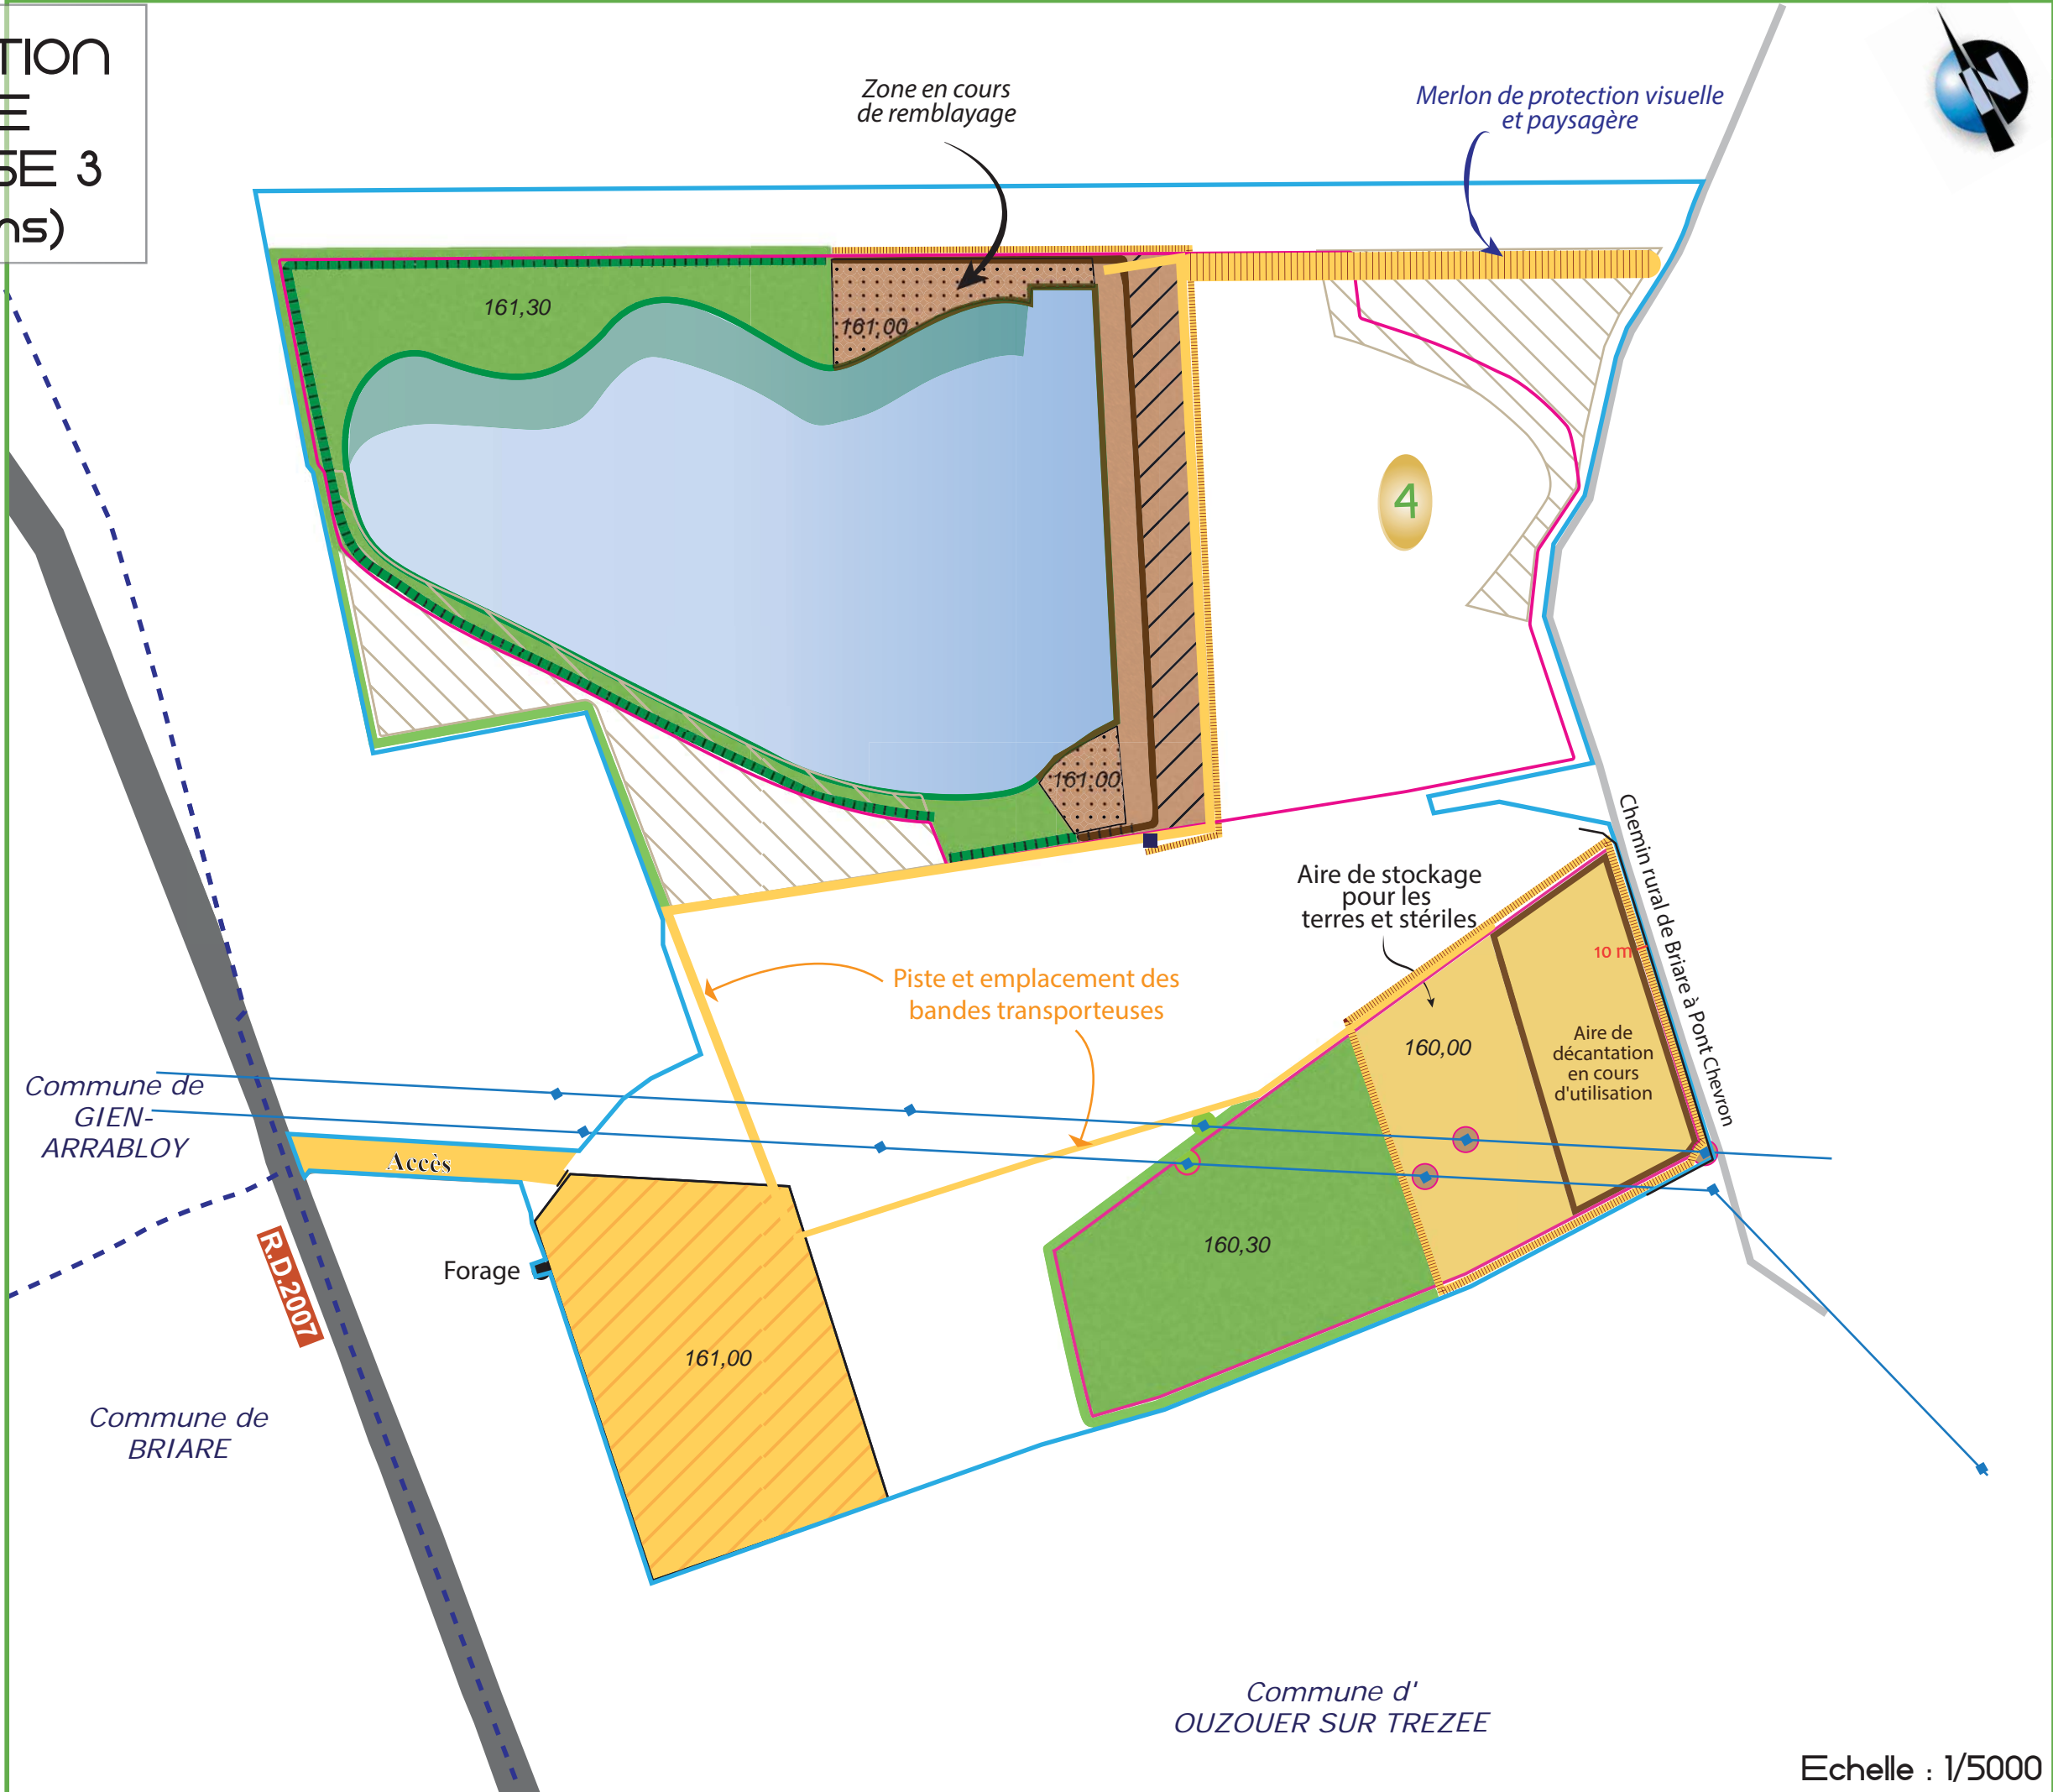 TION
E
SE 3
ns)
Zone en cours
de remblayage
Merlon de protection visuelle
et paysagère
N
161,30
161,00
4
161,00
Chemin rural de Briare à Pont Chevron
Aire de stockage
pour les
terres et stériles
10 m
Piste et emplacement des
bandes transporteuses
160,00
Aire de
décantation
en cours
d'utilisation
Commune de
GIEN-
ARRABLOY
Accès
R.D.2007
Forage
160,30
161,00
Commune de
BRIARE
Commune d'
OUZOUER SUR TREZEE
Echelle : 1/5000